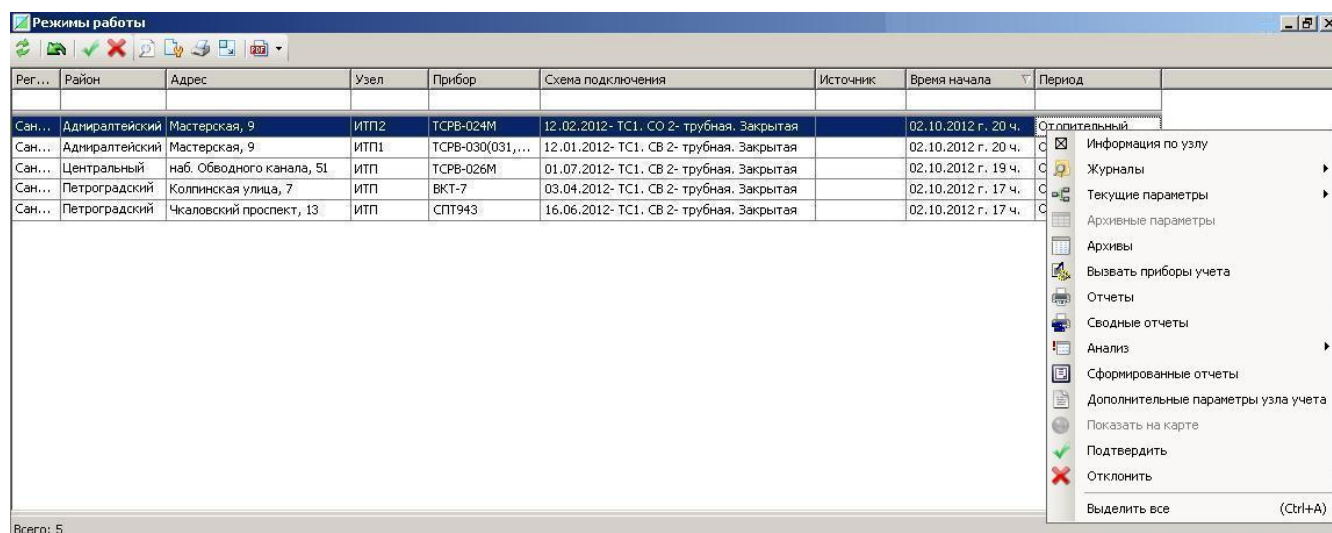 Режимы работы
Рег... Район Адрес Узел Прибор Схема подключения Источник Время начала Период
Сан... Адмиралтейский Мастерская, 9 ИТП2 ТСРВ-024М 12.02.2012- ТС1. СО 2- трубная. Закрытая 02.10.2012 г. 20 ч. Отопительный
Сан... Адмиралтейский Мастерская, 9 ИТП1 ТСРВ-030(031,... 12.01.2012- ТС1. СВ 2- трубная. Закрытая 02.10.2012 г. 20 ч.
Сан... Центральный наб. Обводного канала, 51 ИТП ТСРВ-026М 01.07.2012- ТС1. СВ 2- трубная. Закрытая 02.10.2012 г. 19 ч.
Сан... Петроградский Колпинская улица, 7 ИТП ВКТ-7 03.04.2012- ТС1. СВ 2- трубная. Закрытая 02.10.2012 г. 17 ч.
Сан... Петроградский Чкаловский проспект, 13 ИТП СПТ943 16.06.2012- ТС1. СВ 2- трубная. Закрытая 02.10.2012 г. 17 ч.
Информация по узлу
Журналы
Текущие параметры
Архивные параметры
Архивы
Вызвать приборы учета
Отчеты
Сводные отчеты
Анализ
Сформированные отчеты
Дополнительные параметры узла учета
Показать на карте
Подтвердить
Отклонить
Выделить все (Ctrl+A)
Всего: 5